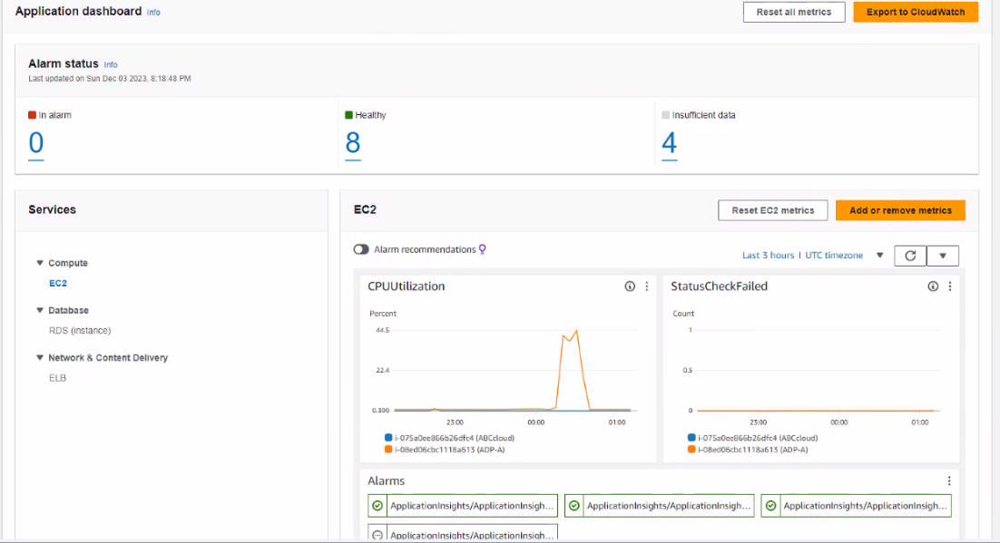 Application dashboard Info
Reset all metrics
Export to CloudWatch
Alarm status Info
Last updated on Sun Dec 03 2023, 8:18:48 PM
In alarm
0
Healthy
8
Insufficient data
4
Services
Compute
EC2
Database
RDS (instance)
Network & Content Delivery
ELB
EC2
Reset EC2 metrics
Add or remove metrics
Alarm recommendations
Last 3 hours | UTC timezone
CPUUtilization
Percent
44.5
22.4
0.399
23:00 00:00 01:00
i-075a0ee866b26dfc4 (ABCcloud)
i-08ed06cbc1118a613 (ADP-A)
StatusCheckFailed
Count
1
0.5
0
23:00 00:00 01:00
i-075a0ee866b26dfc4 (ABCcloud)
i-08ed06cbc1118a613 (ADP-A)
Alarms
ApplicationInsights/ApplicationInsigh...
ApplicationInsights/ApplicationInsigh...
ApplicationInsights/ApplicationInsigh...
ApplicationInsights/ApplicationInsigh...